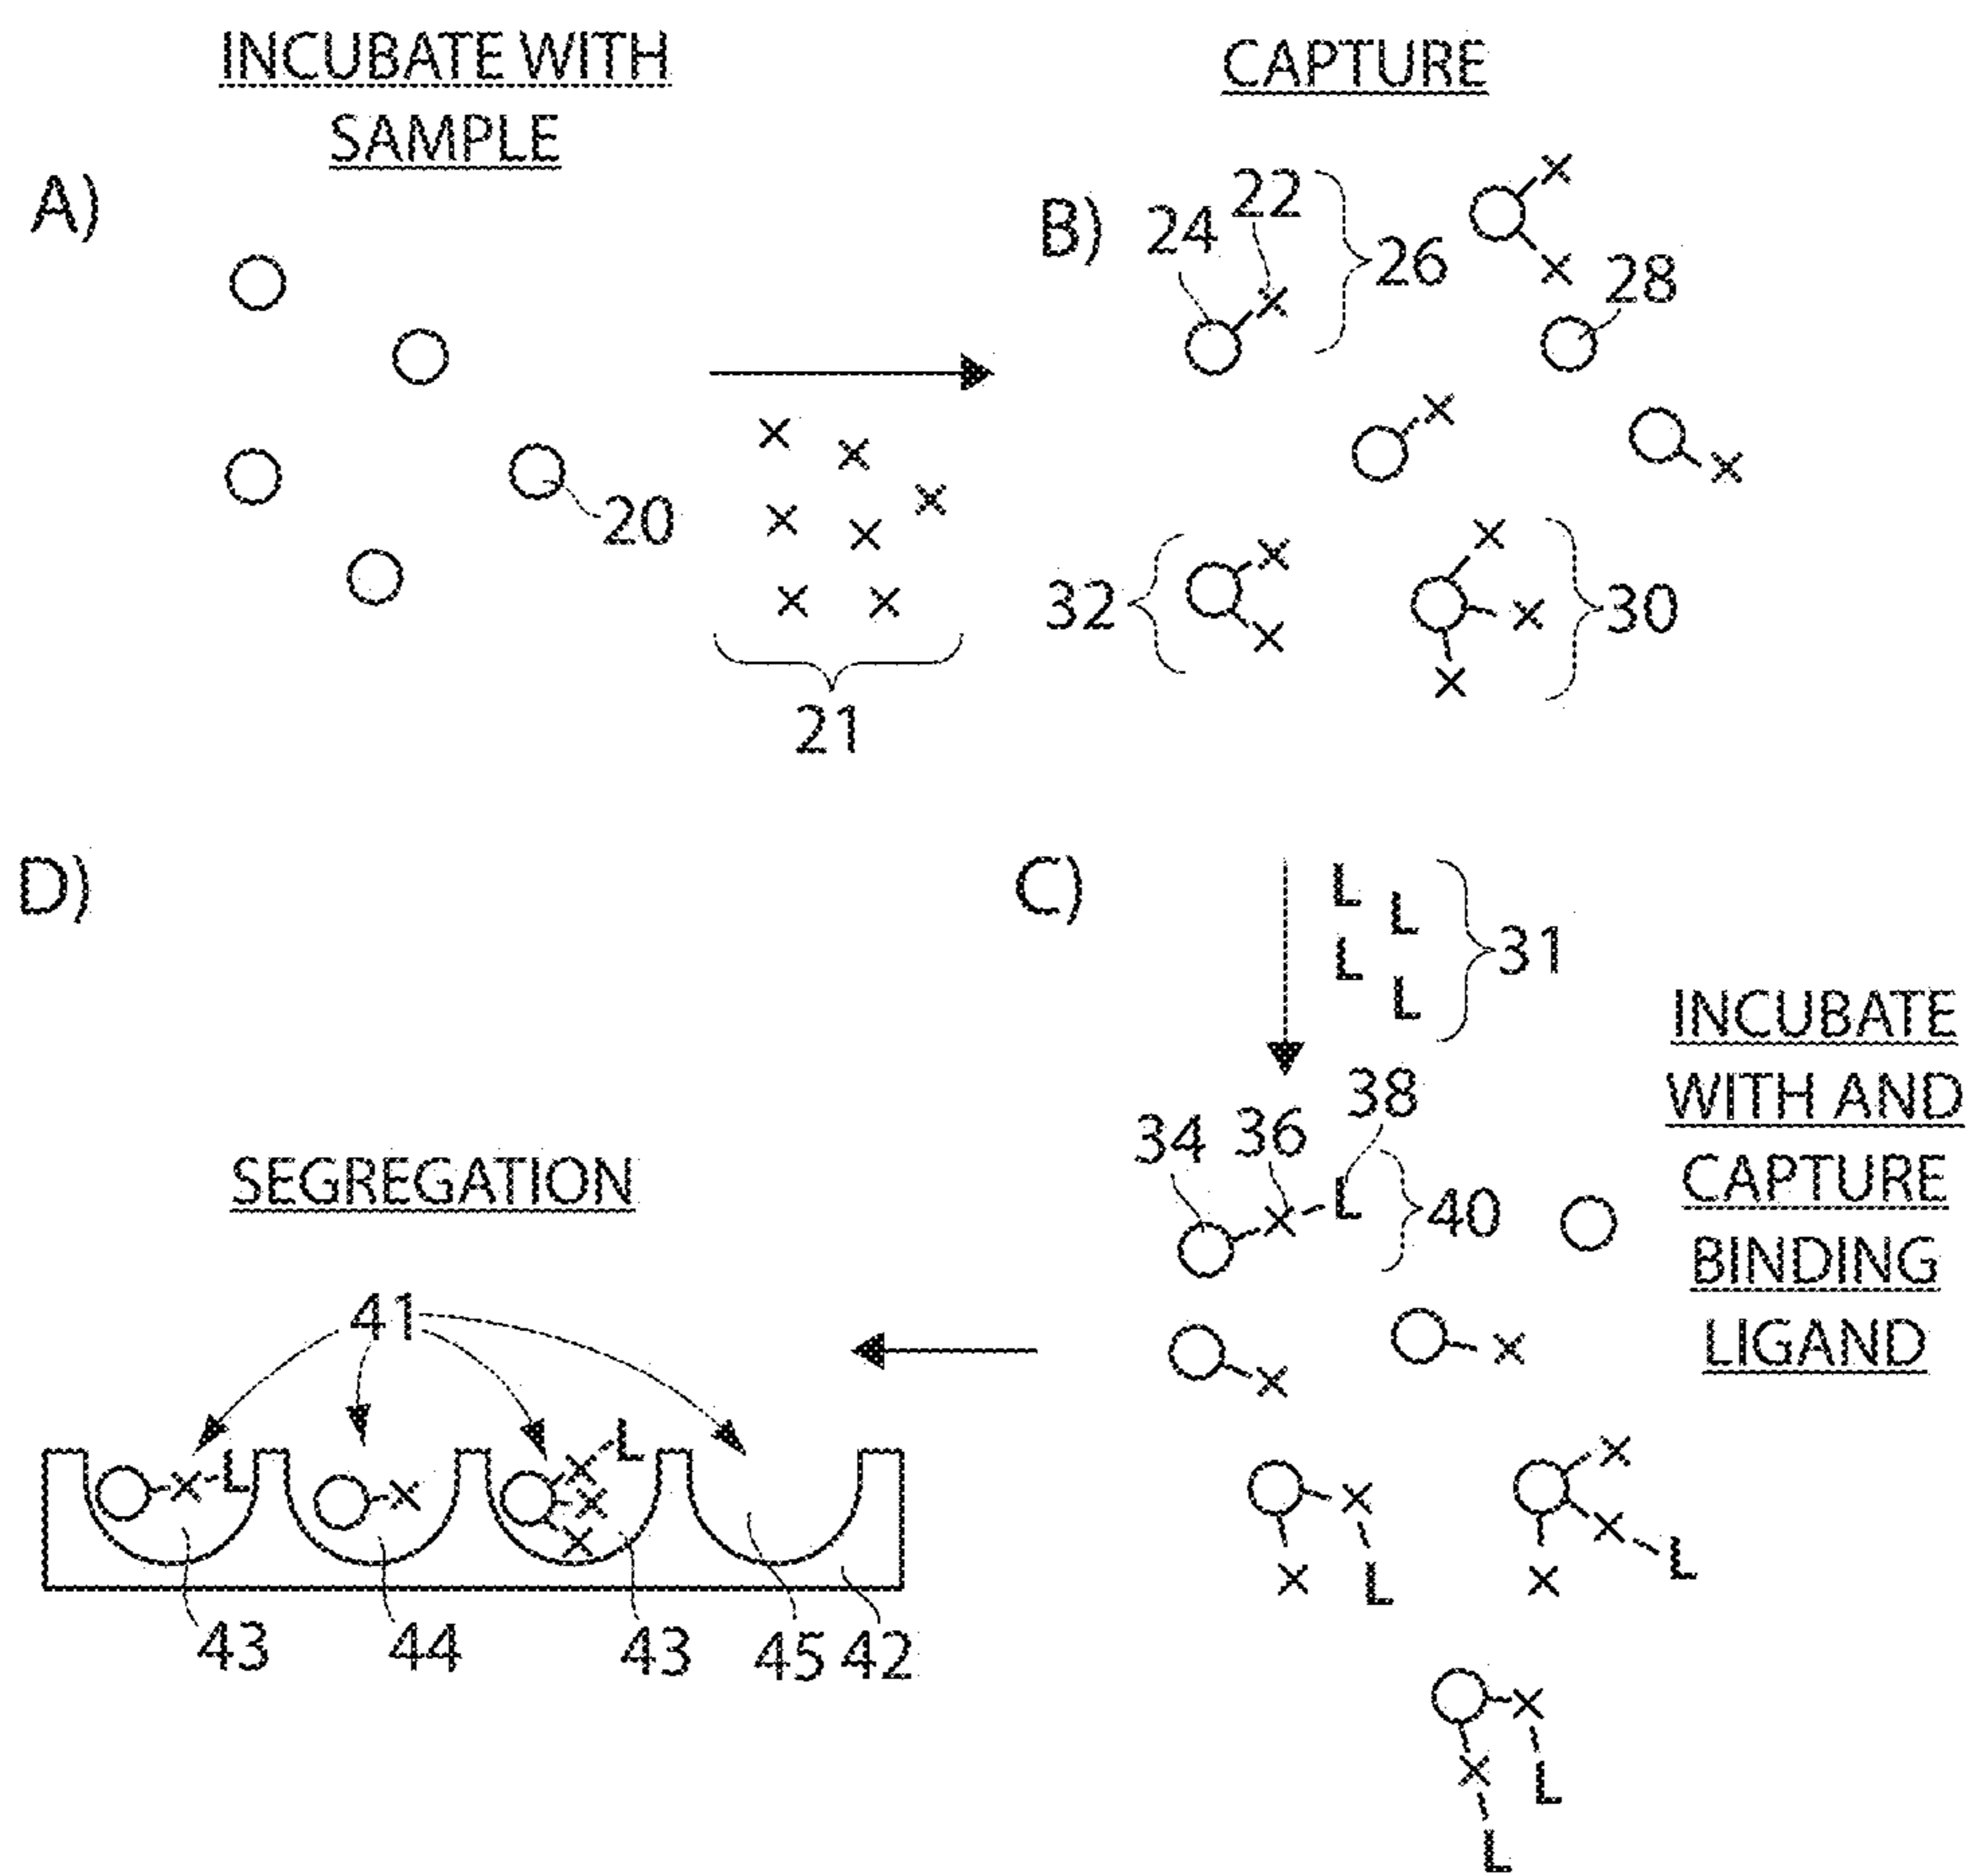 INCUBATE WITH
SAMPLE
A)
20
21
CAPTURE
B)
24
22
26
28
32
30
C)
L
L
L
L
31
INCUBATE
WITH AND
CAPTURE
BINDING
LIGAND
34
36
38
L
40
L
L
L
L
D)
SEGREGATION
41
L
L
43
44
43
45
42